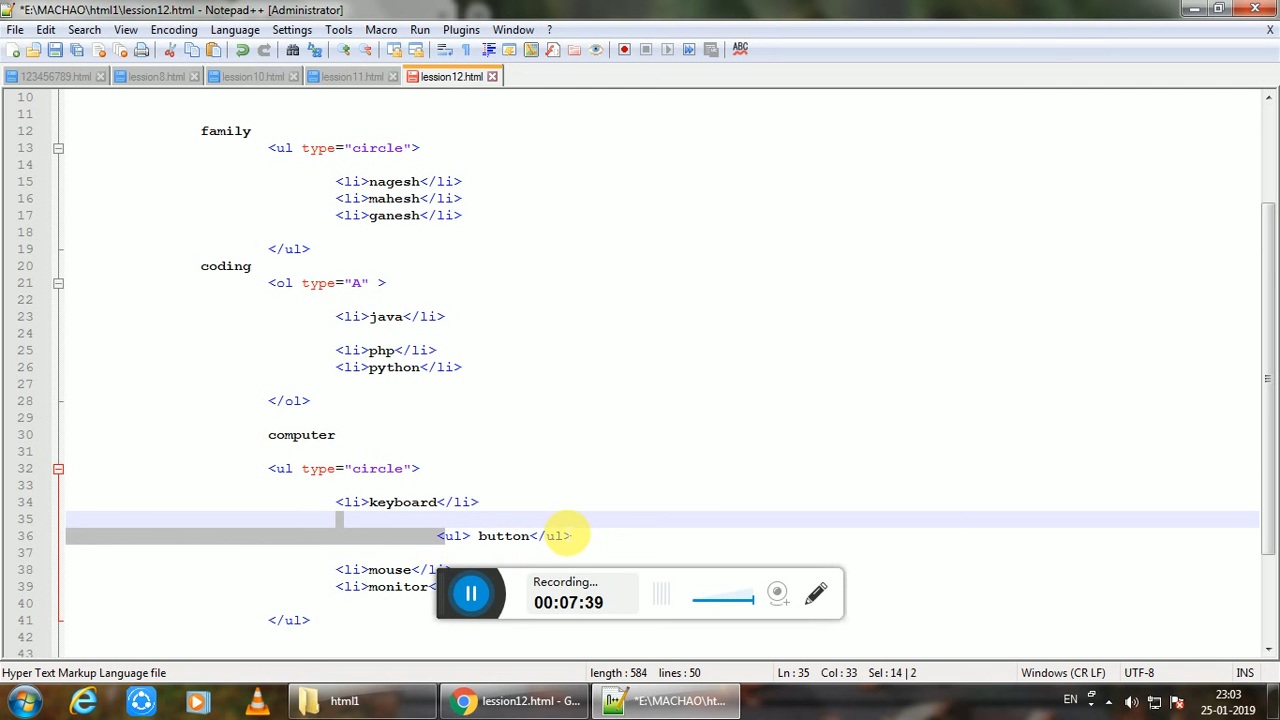 *E:\MACHAO\html1\lession12.html - Notepad++ [Administrator]
File Edit Search View Encoding Language Settings Tools Macro Run Plugins Window ? X
123456789.html lession8.html lession10.html lession11.html lession12.html
10
11
12 family
13 <ul type="circle">
14
15 <li>nagesh</li>
16 <li>mahesh</li>
17 <li>ganesh</li>
18
19 </ul>
20 coding
21 <ol type="A" >
22
23 <li>java</li>
24
25 <li>php</li>
26 <li>python</li>
27
28 </ol>
29
30 computer
31
32 <ul type="circle">
33
34 <li>keyboard</li>
35
36 <ul> button</ul>
37
38 <li>mouse</li>
39 <li>monitor<
40
41 </ul>
42
43
Recording...
00:07:39
Hyper Text Markup Language file length : 584 lines : 50 Ln : 35 Col : 33 Sel : 14 | 2 Windows (CR LF) UTF-8 INS
html1 lession12.html - G... *E:\MACHAO\ht... EN 23:03
25-01-2019